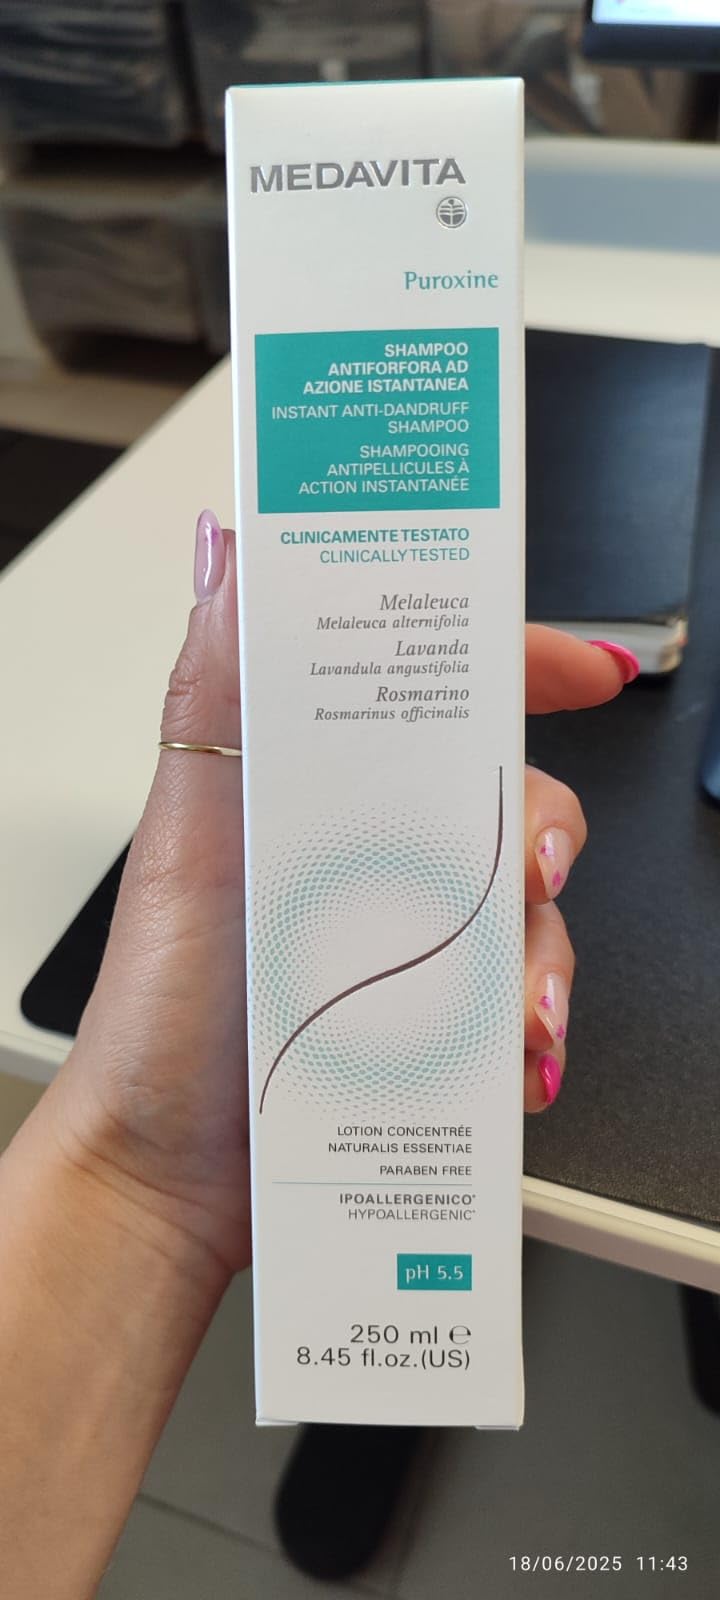 MEDAVITA
Puroxine
SHAMPOO
ANTIFORFORA AD
AZIONE ISTANTANEA
INSTANT ANTI-DANDRUFF
SHAMPOO
SHAMPOOING
ANTIPELLICULES À
ACTION INSTANTANÉE
CLINICAMENTE TESTATO
CLINICALLY TESTED
Melaleuca
Melaleuca alternifolia
Lavanda
Lavandula angustifolia
Rosmarino
Rosmarinus officinalis
LOTION CONCENTRÉE
NATURALIS ESSENTIAE
PARABEN FREE
IPOALLERGENICO*
HYPOALLERGENIC*
pH 5.5
250 ml ℮
8.45 fl.oz.(US)
18/06/2025 11:43